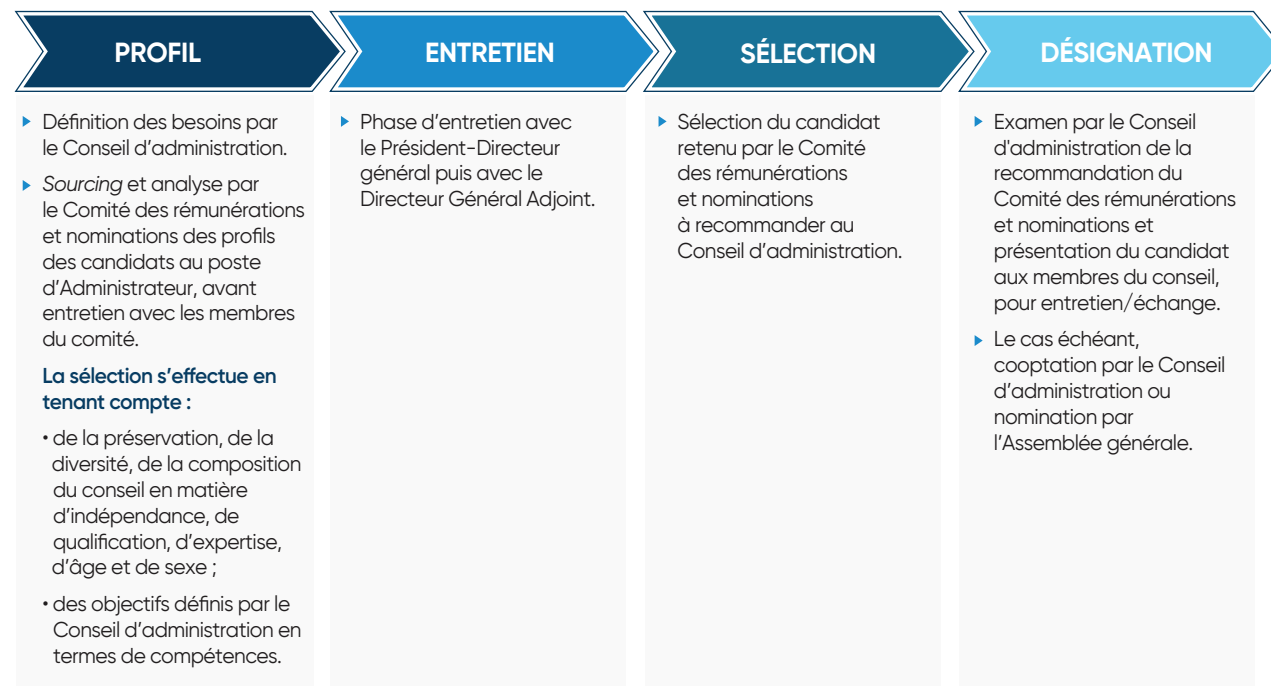 PROFIL
Définition des besoins par
le Conseil d’administration.
Sourcing et analyse par
le Comité des rémunérations
et nominations des profils
des candidats au poste
d’Administrateur, avant
entretien avec les membres
du comité.
La sélection s’effectue en
tenant compte :
• de la préservation, de la
diversité, de la composition
du conseil en matière
d’indépendance, de
qualification, d’expertise,
d’âge et de sexe ;
• des objectifs définis par le
Conseil d’administration en
termes de compétences.
ENTRETIEN
Phase d’entretien avec
le Président-Directeur
général puis avec le
Directeur Général Adjoint.
SÉLECTION
Sélection du candidat
retenu par le Comité
des rémunérations
et nominations
à recommander au
Conseil d’administration.
DÉSIGNATION
Examen par le Conseil
d'administration de la
recommandation du
Comité des rémunérations
et nominations et
présentation du candidat
aux membres du conseil,
pour entretien/échange.
Le cas échéant,
cooptation par le Conseil
d’administration ou
nomination par
l’Assemblée générale.